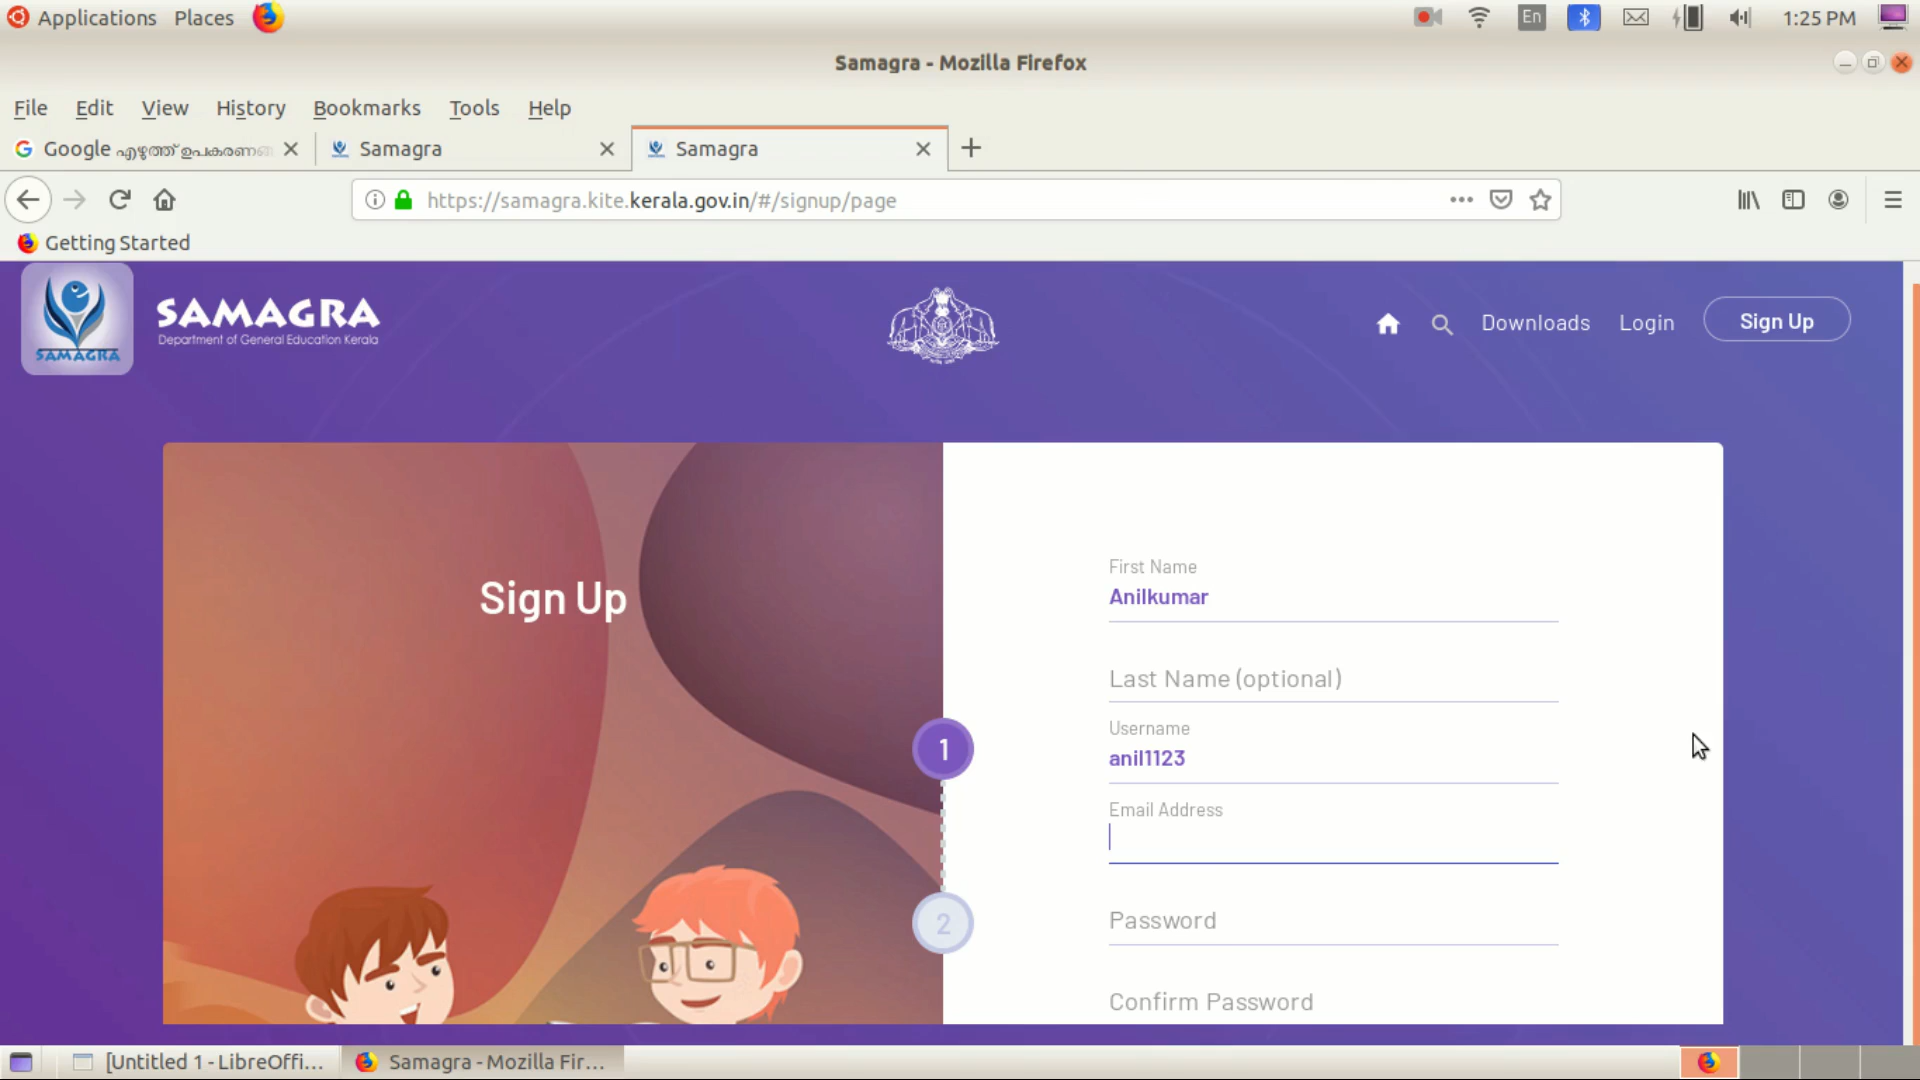 Applications Places En 1:25 PM
Samagra - Mozilla Firefox
File Edit View History Bookmarks Tools Help
Google എഴുത്ത് ഉപകരണങ്ങ Samagra Samagra
https://samagra.kite.kerala.gov.in/#/signup/page
Getting Started
SAMAGRA
SAMAGRA
Department of General Education Kerala
Downloads Login Sign Up
Sign Up
First Name
Anilkumar
Last Name (optional)
Username
anil1123
Email Address
Password
Confirm Password
1
2
[Untitled 1 - LibreOffi... Samagra - Mozilla Fir...